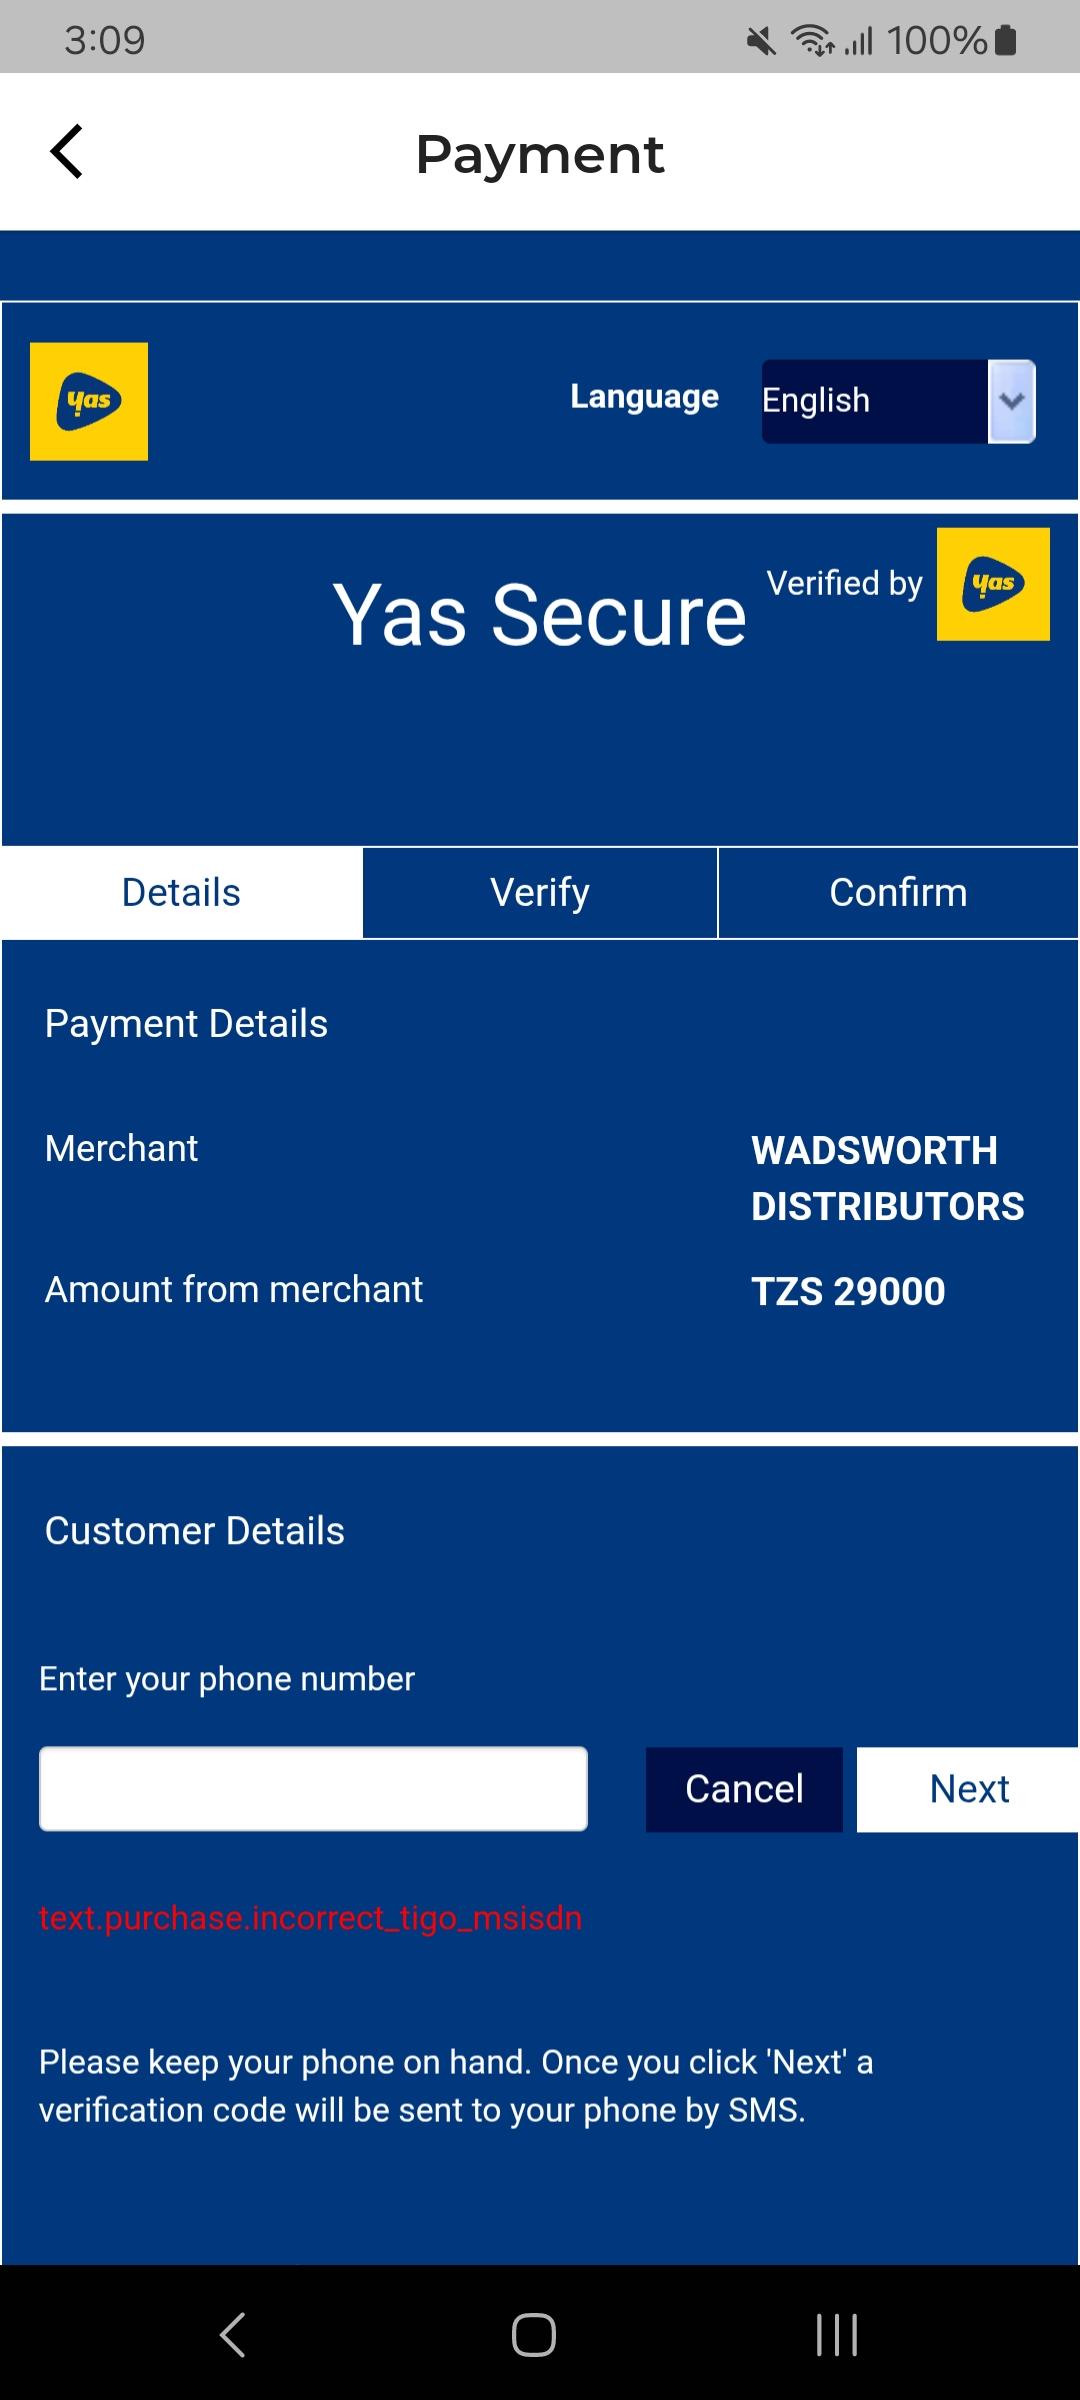 3:09
100%
Payment
yas
Language
English
Yas Secure
Verified by
yas
Details
Verify
Confirm
Payment Details
Merchant
WADSWORTH
DISTRIBUTORS
Amount from merchant
TZS 29000
Customer Details
Enter your phone number
Cancel
Next
text.purchase.incorrect_tigo_msisdn
Please keep your phone on hand. Once you click 'Next' a
verification code will be sent to your phone by SMS.